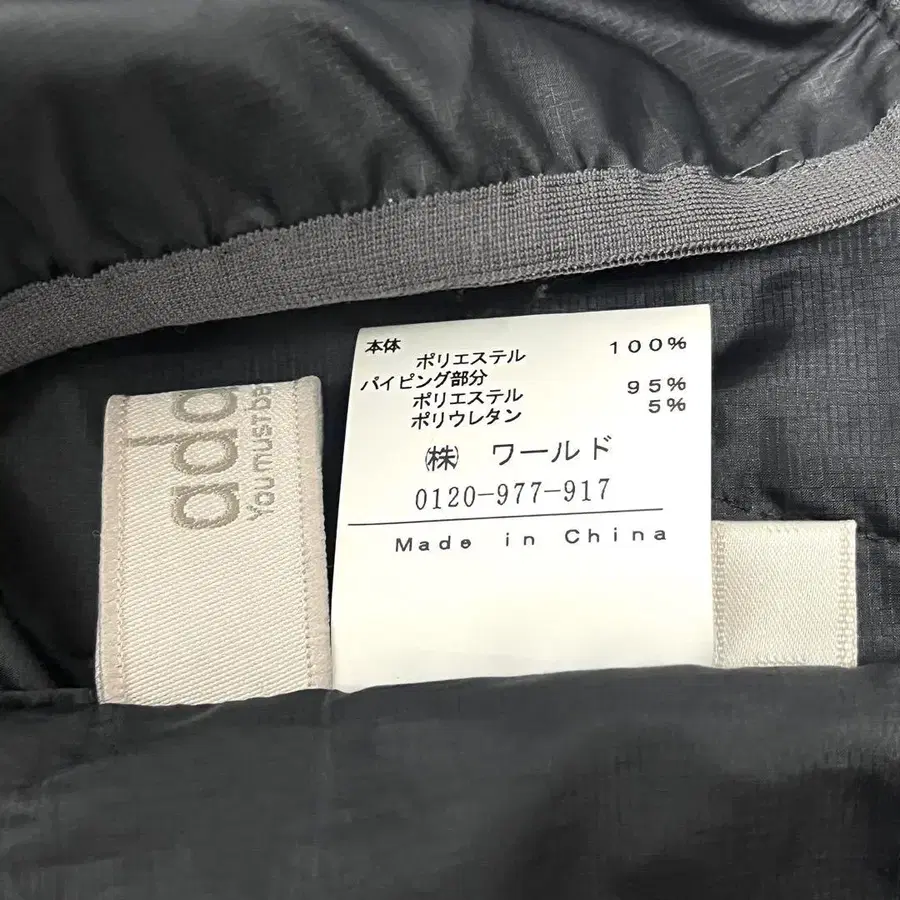 本体
ポリエステル 100%
パイピング部分
ポリエステル 95%
ポリウレタン 5%
㈱ ワールド
0120-977-917
Made in China
You must